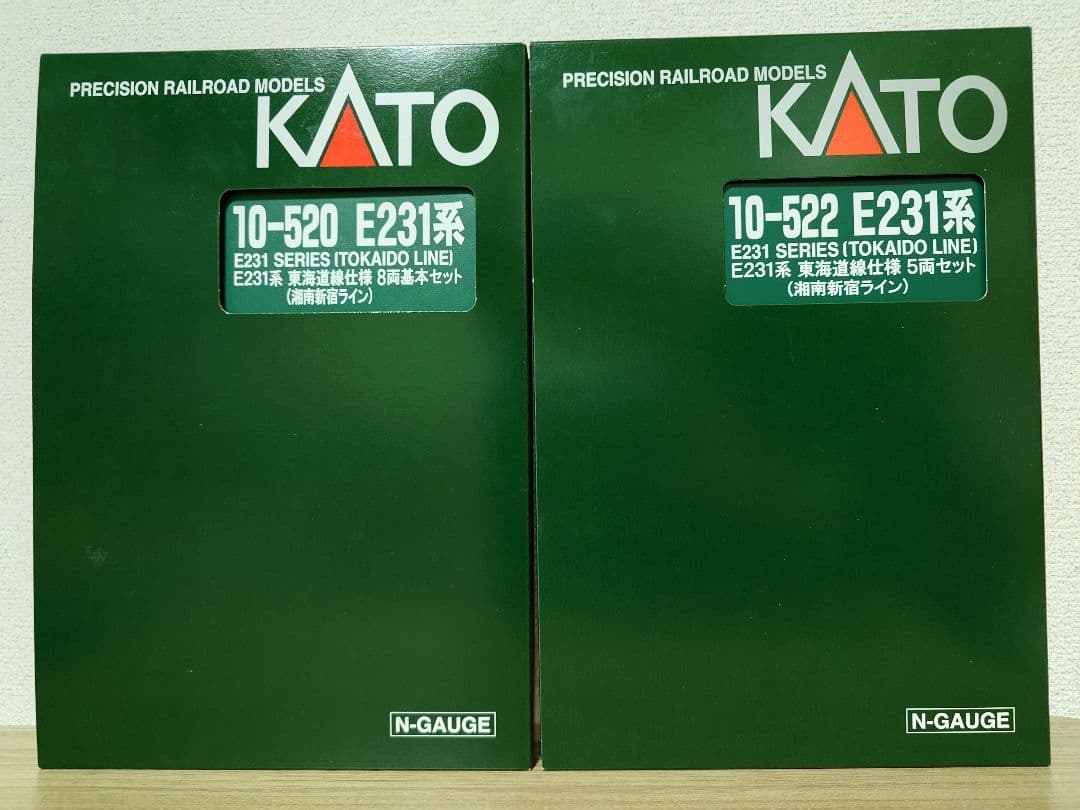 PRECISION RAILROAD MODELS
KATO
10-520 E231系
E231 SERIES (TOKAIDO LINE)
E231系 東海道線仕様 8両基本セット
(湘南新宿ライン)
N-GAUGE
PRECISION RAILROAD MODELS
KATO
10-522 E231系
E231 SERIES (TOKAIDO LINE)
E231系 東海道線仕様 5両セット
(湘南新宿ライン)
N-GAUGE